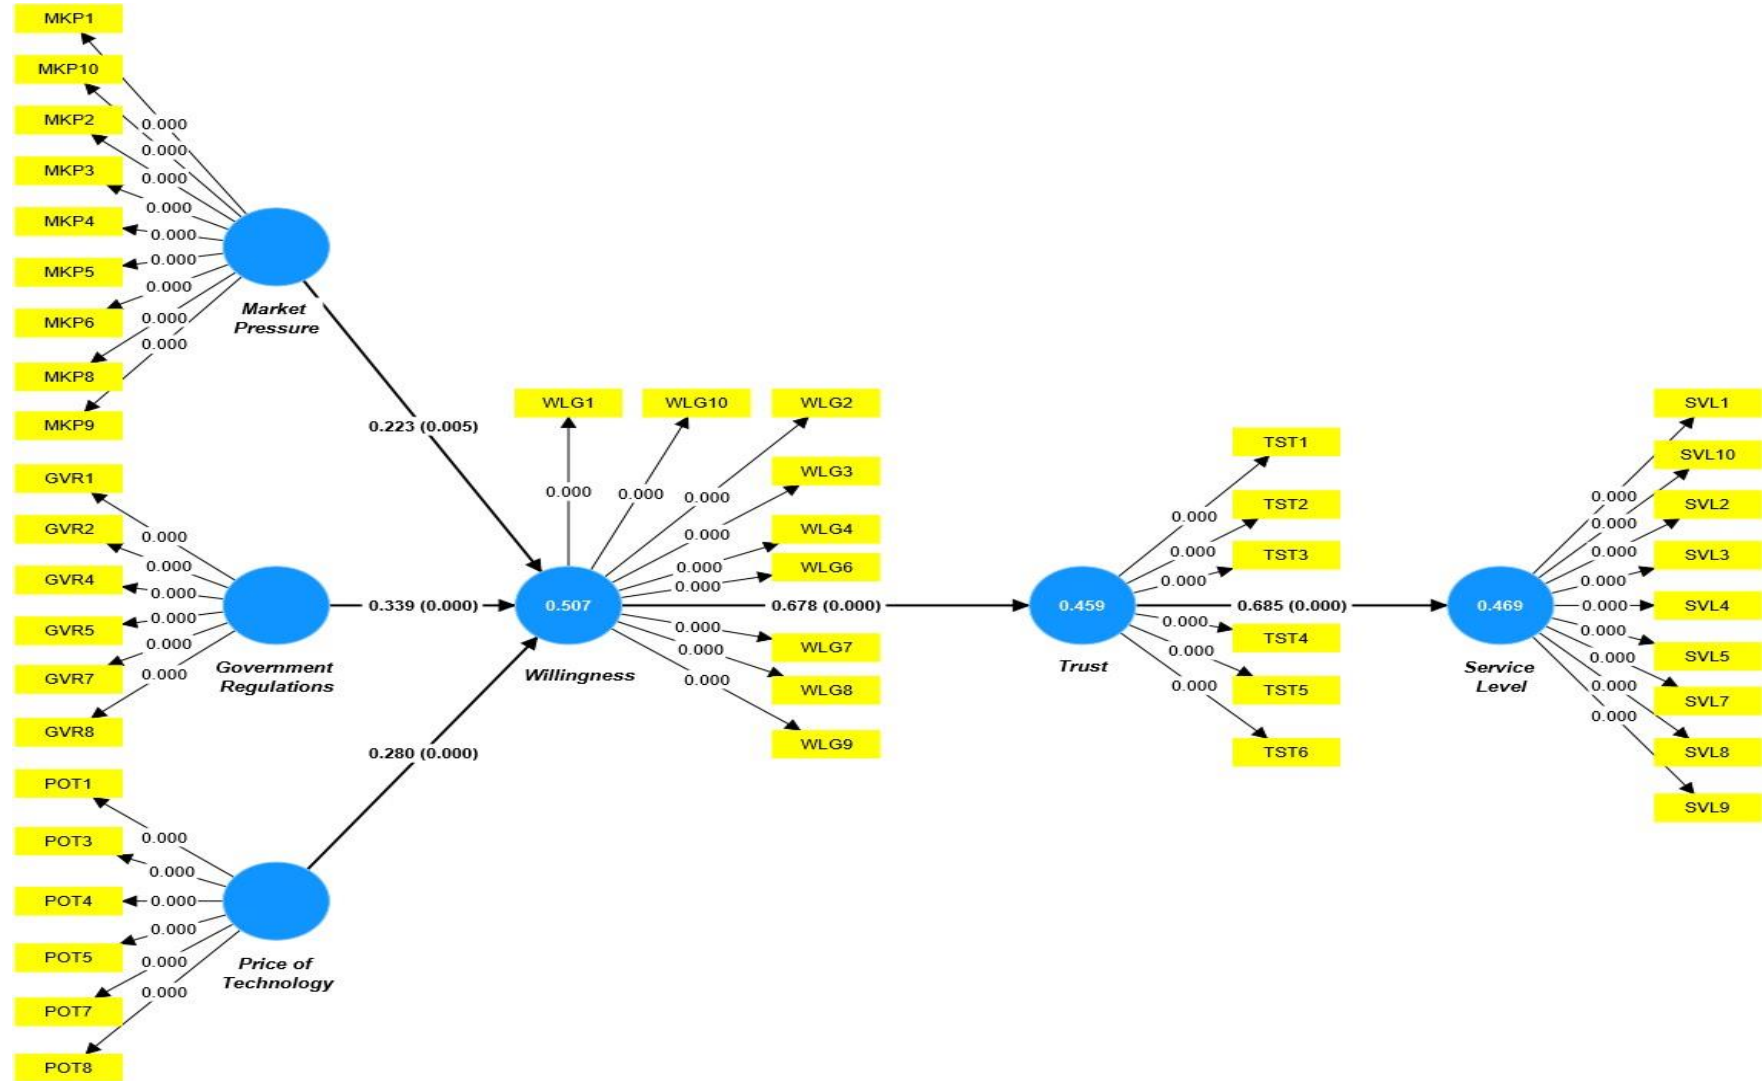 MKP1
MKP10
MKP2
MKP3
MKP4
MKP5
MKP6
MKP8
MKP9
0.000
0.000
0.000
0.000
0.000
0.000
0.000
0.000
0.000
Market
Pressure
0.223 (0.005)
GVR1
GVR2
GVR4
GVR5
GVR7
GVR8
0.000
0.000
0.000
0.000
0.000
0.000
Government
Regulations
0.339 (0.000)
POT1
POT3
POT4
POT5
POT7
POT8
0.000
0.000
0.000
0.000
0.000
0.000
Price of
Technology
0.280 (0.000)
WLG1
WLG10
WLG2
WLG3
WLG4
WLG6
WLG7
WLG8
WLG9
0.000
0.000
0.000
0.000
0.000
0.000
0.000
0.000
0.000
0.507
Willingness
0.678 (0.000)
TST1
TST2
TST3
TST4
TST5
TST6
0.000
0.000
0.000
0.000
0.000
0.000
0.459
Trust
0.685 (0.000)
SVL1
SVL10
SVL2
SVL3
SVL4
SVL5
SVL7
SVL8
SVL9
0.000
0.000
0.000
0.000
0.000
0.000
0.000
0.000
0.000
0.469
Service
Level